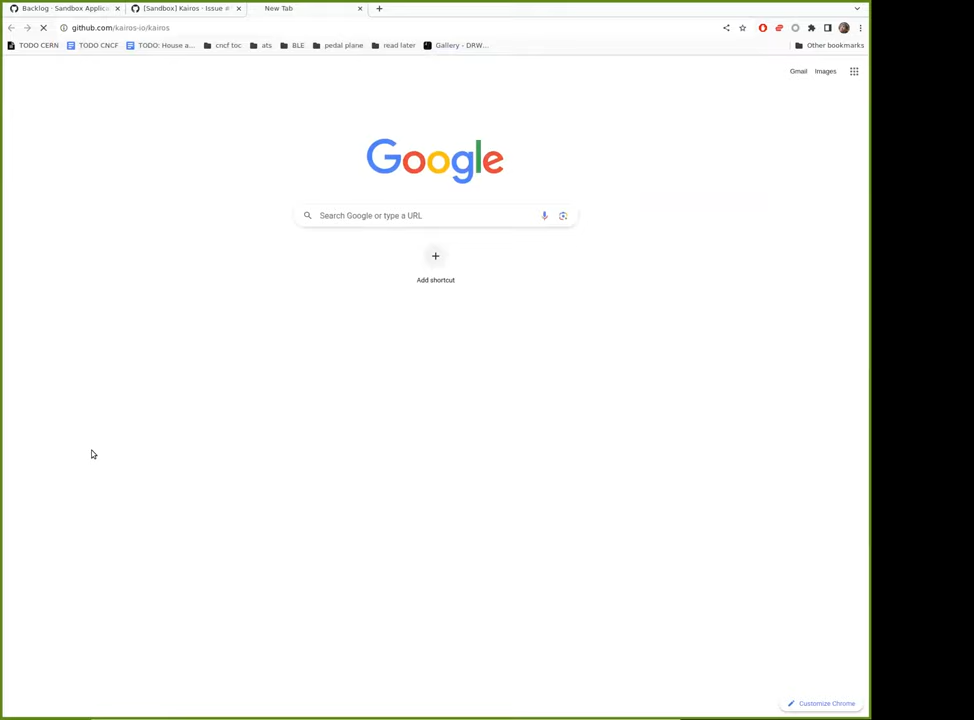 Backlog · Sandbox Applica
[Sandbox] Kairos · Issue #
New Tab
github.com/kairos-io/kairos
TODO CERN
TODO CNCF
TODO: House a...
cncf toc
ats
BLE
pedal plane
read later
Gallery - DRW...
Other bookmarks
Gmail
Images
Google
Search Google or type a URL
Add shortcut
Customize Chrome